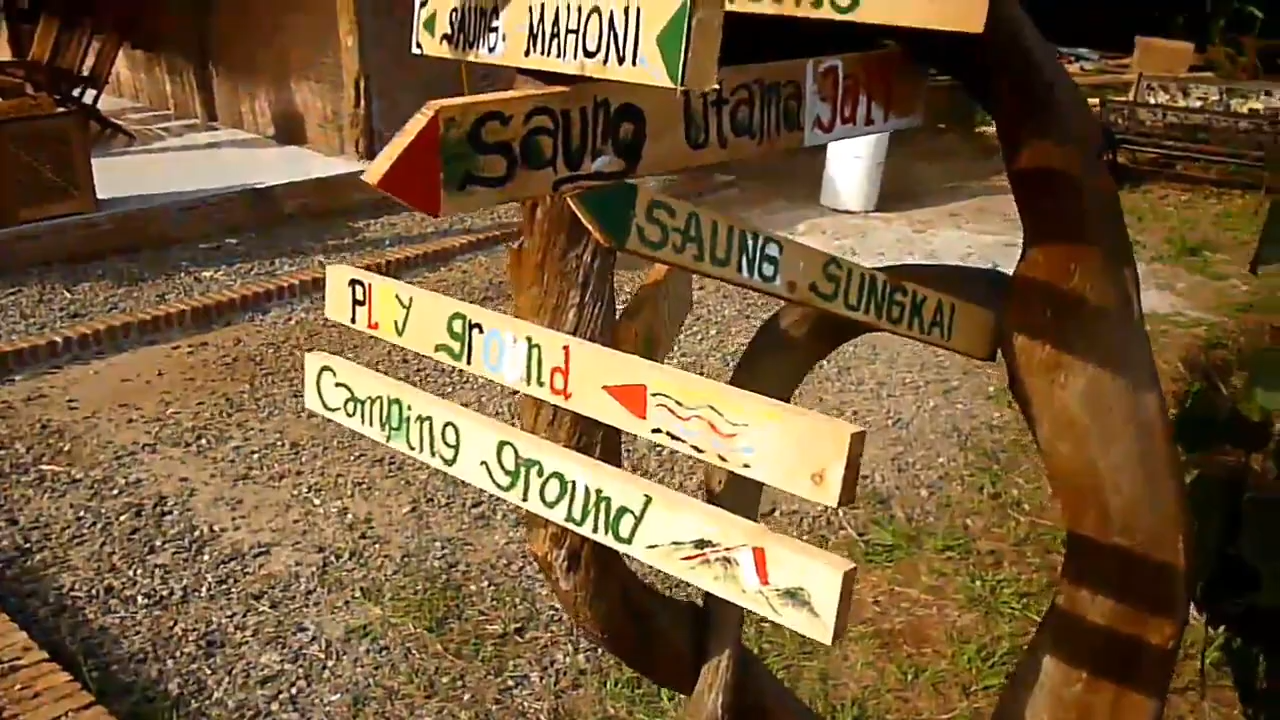 SAUNG. MAHONI
saung utama
SAUNG. SUNGKAI
PLAY ground
Camping ground